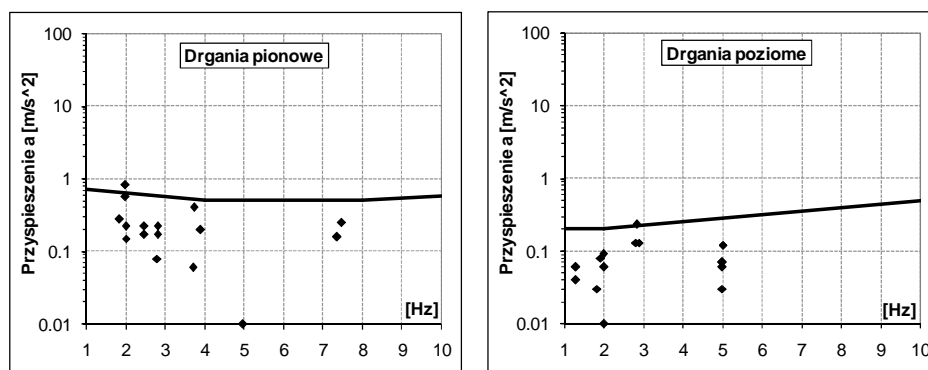 Drgania pionowe
Przyspieszenie a [m/s^2]
100
10
1
0.1
0.01
[Hz]
1 2 3 4 5 6 7 8 9 10
Drgania poziome
Przyspieszenie a [m/s^2]
100
10
1
0.1
0.01
[Hz]
1 2 3 4 5 6 7 8 9 10